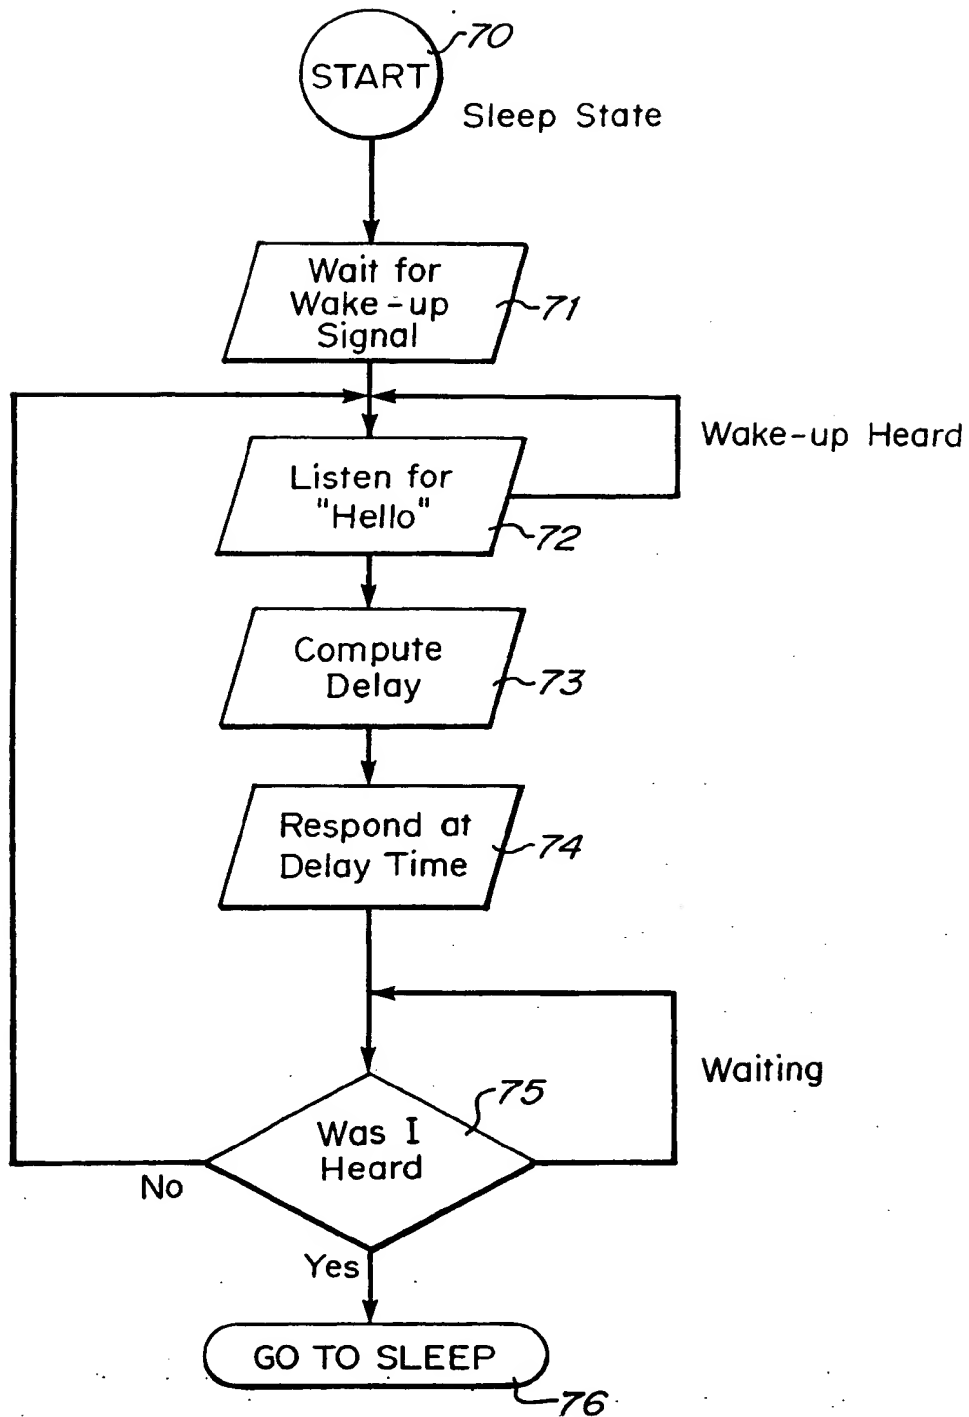 70
START
Sleep State
Wait for
Wake-up
Signal
71
Wake-up Heard
Listen for
"Hello"
72
Compute
Delay
73
Respond at
Delay Time
74
Waiting
75
Was I
Heard
No
Yes
GO TO SLEEP
76